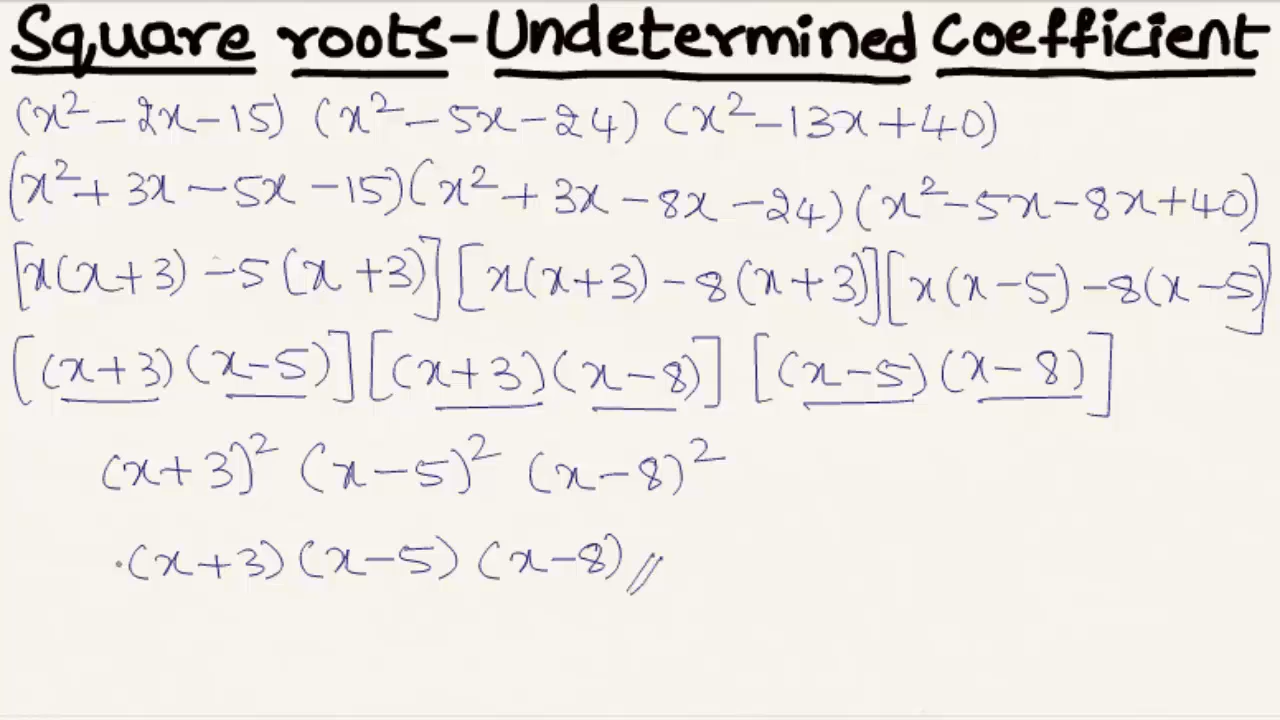 Square roots-Undetermined Coefficient
(x² - 2x - 15) (x² - 5x - 24) (x² - 13x + 40)
(x² + 3x - 5x - 15)(x² + 3x - 8x - 24)(x² - 5x - 8x + 40)
[x(x+3) - 5(x+3)][x(x+3) - 8(x+3)][x(x-5) - 8(x-5)]
[(x+3)(x-5)][(x+3)(x-8)] [(x-5)(x-8)]
(x+3)² (x-5)² (x-8)²
(x+3)(x-5)(x-8)//